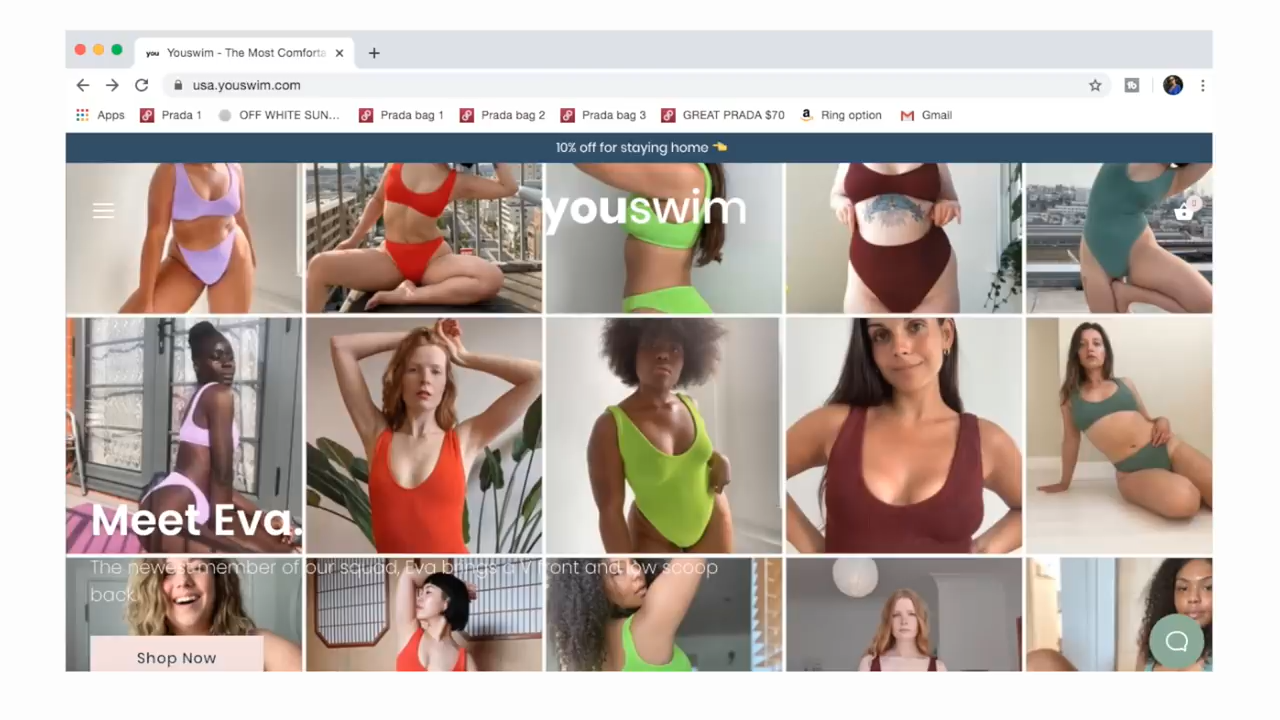 you Youswim - The Most Comforta
usa.youswim.com
Apps Prada 1 OFF WHITE SUN... Prada bag 1 Prada bag 2 Prada bag 3 GREAT PRADA $70 Ring option Gmail
10% off for staying home 👈
youswim
0
Meet Eva.
The newest member of our squad, Eva brings a V front and low scoop
back.
Shop Now